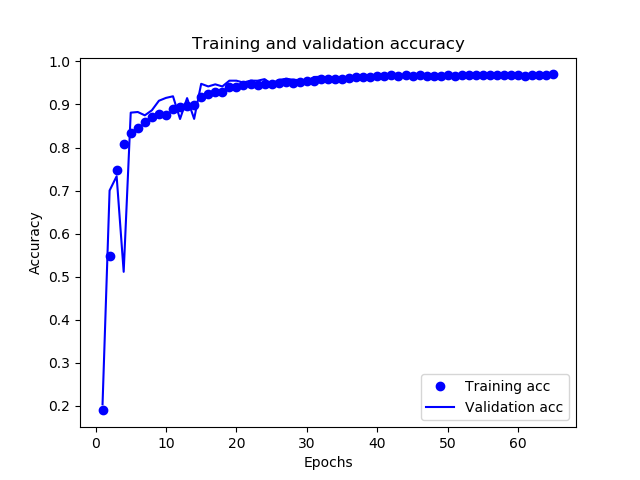 Training and validation accuracy
1.0
0.9
0.8
0.7
0.6
0.5
0.4
0.3
0.2
Accuracy
Training acc
Validation acc
0 10 20 30 40 50 60
Epochs